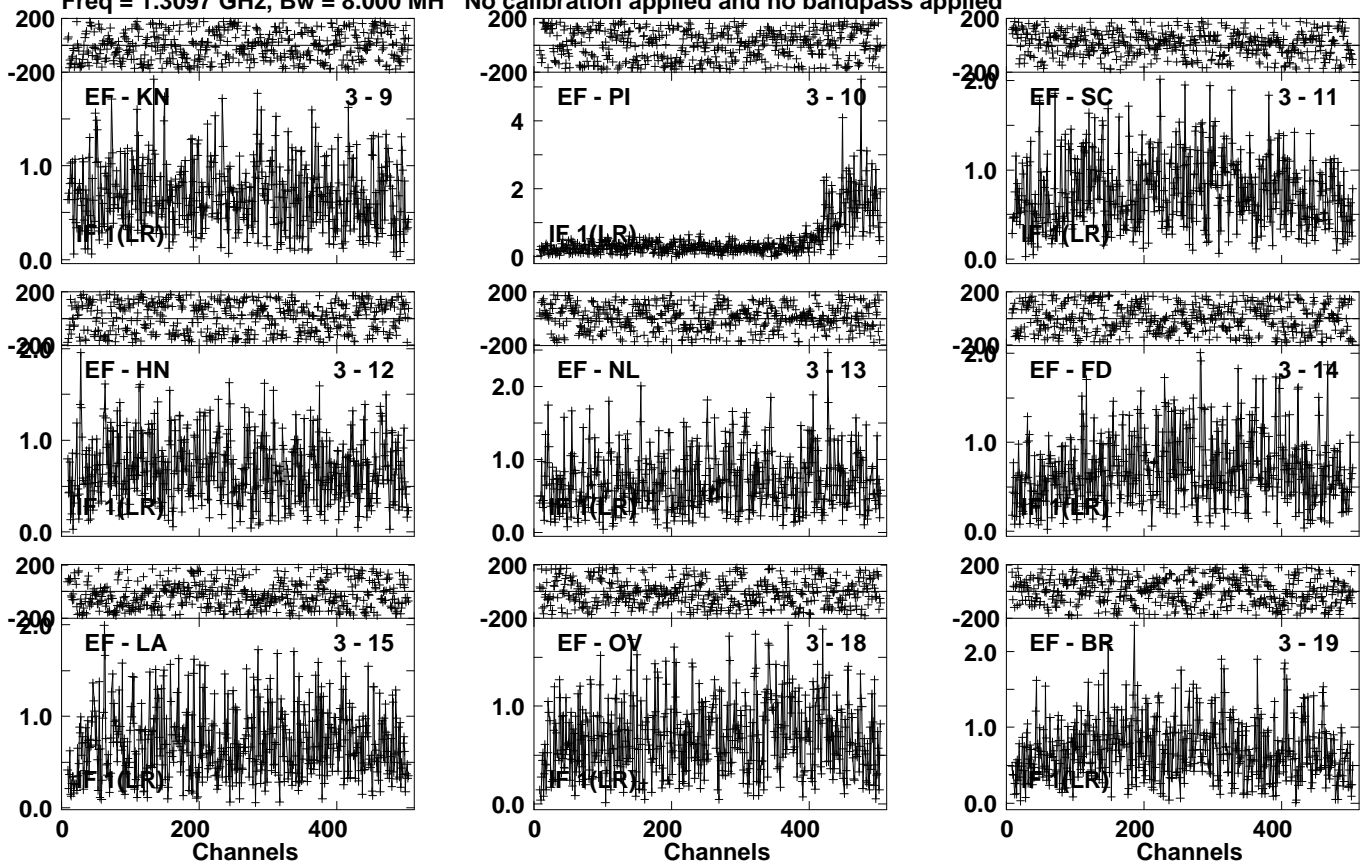 Freq = 1.3097 GHz, Bw = 8.000 MH No calibration applied and no bandpass applied
200
-200
EF - KN 3 - 9
1.0
IF 1(LR)
0.0
200
-200
EF - PI 3 - 10
4
2
IF 1(LR)
0
-200
2.0
EF - SC 3 - 11
1.0
IF 1(LR)
0.0
200
-200
2.0
EF - HN 3 - 12
1.0
IF 1(LR)
0.0
200
-200
EF - NL 3 - 13
2.0
1.0
IF 1(LR)
0.0
200
-200
2.0
EF - FD 3 - 14
1.0
IF 1(LR)
0.0
200
-200
2.0
EF - LA 3 - 15
1.0
IF 1(LR)
0.0
0 200 400
Channels
200
-200
EF - OV 3 - 18
1.0
IF 1(LR)
0.0
0 200 400
Channels
200
-200
EF - BR 3 - 19
2.0
1.0
IF 1(LR)
0.0
0 200 400
Channels